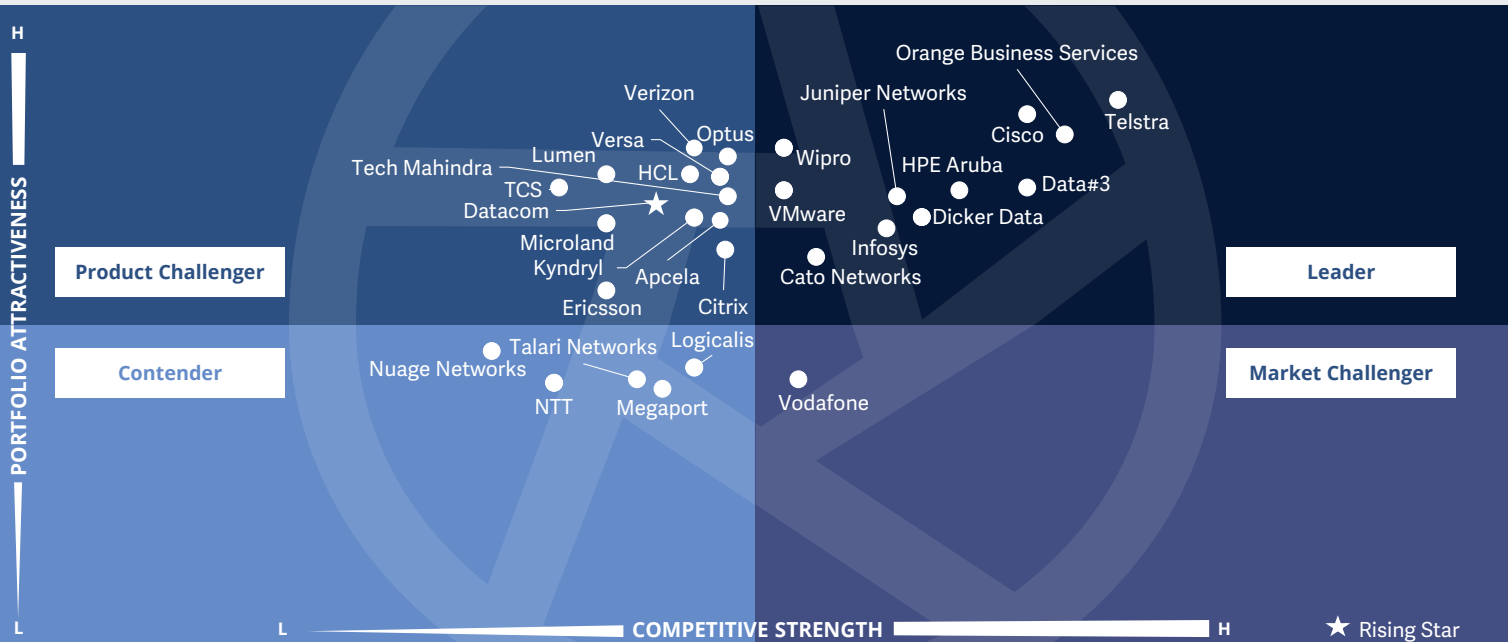 H
Orange Business Services
Verizon
Juniper Networks
Telstra
Optus
Cisco
Versa
Lumen
Wipro
Tech Mahindra
HCL
HPE Aruba
TCS
Data#3
Datacom
VMware
Dicker Data
Microland
Infosys
Kyndryl
Apcela
Cato Networks
Product Challenger
Leader
Ericsson
Citrix
Logicalis
Talari Networks
Nuage Networks
Contender
Market Challenger
NTT
Megaport
Vodafone
PORTFOLIO ATTRACTIVENESS
L
L
COMPETITIVE STRENGTH
H
Rising Star